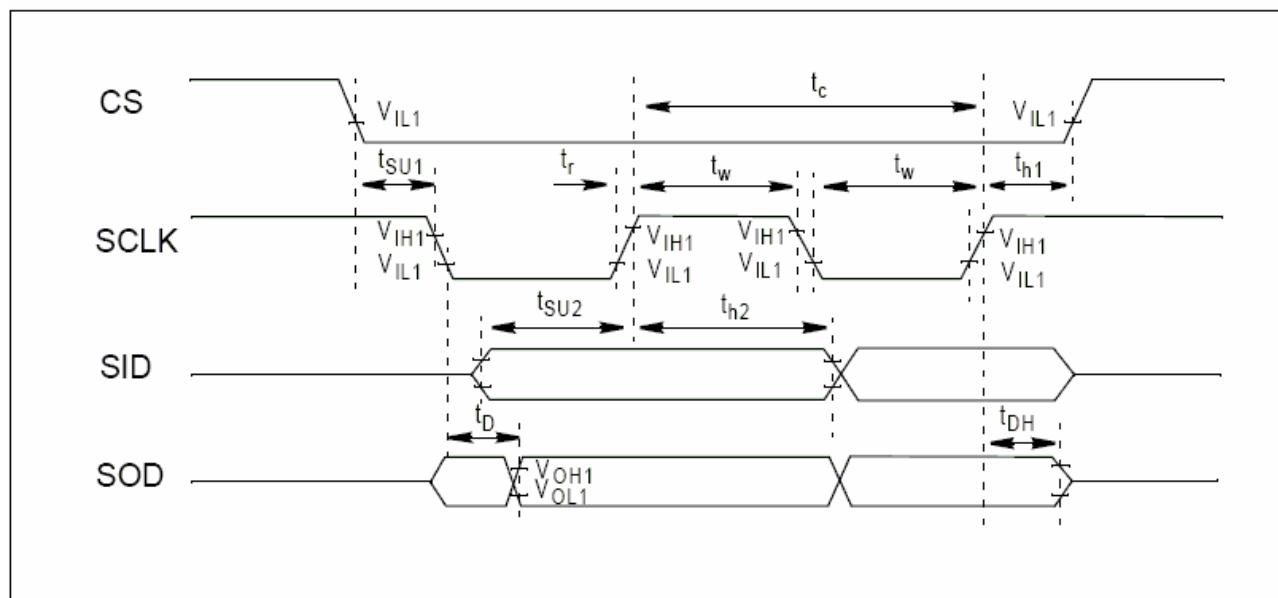 t_c
CS
V_IL1 V_IL1
t_SU1 t_r t_w t_w t_h1
SCLK
V_IH1 V_IH1 V_IH1
V_IL1 V_IL1 V_IL1 V_IL1
t_SU2 t_h2
SID
t_D t_DH
SOD
V_OH1
V_OL1